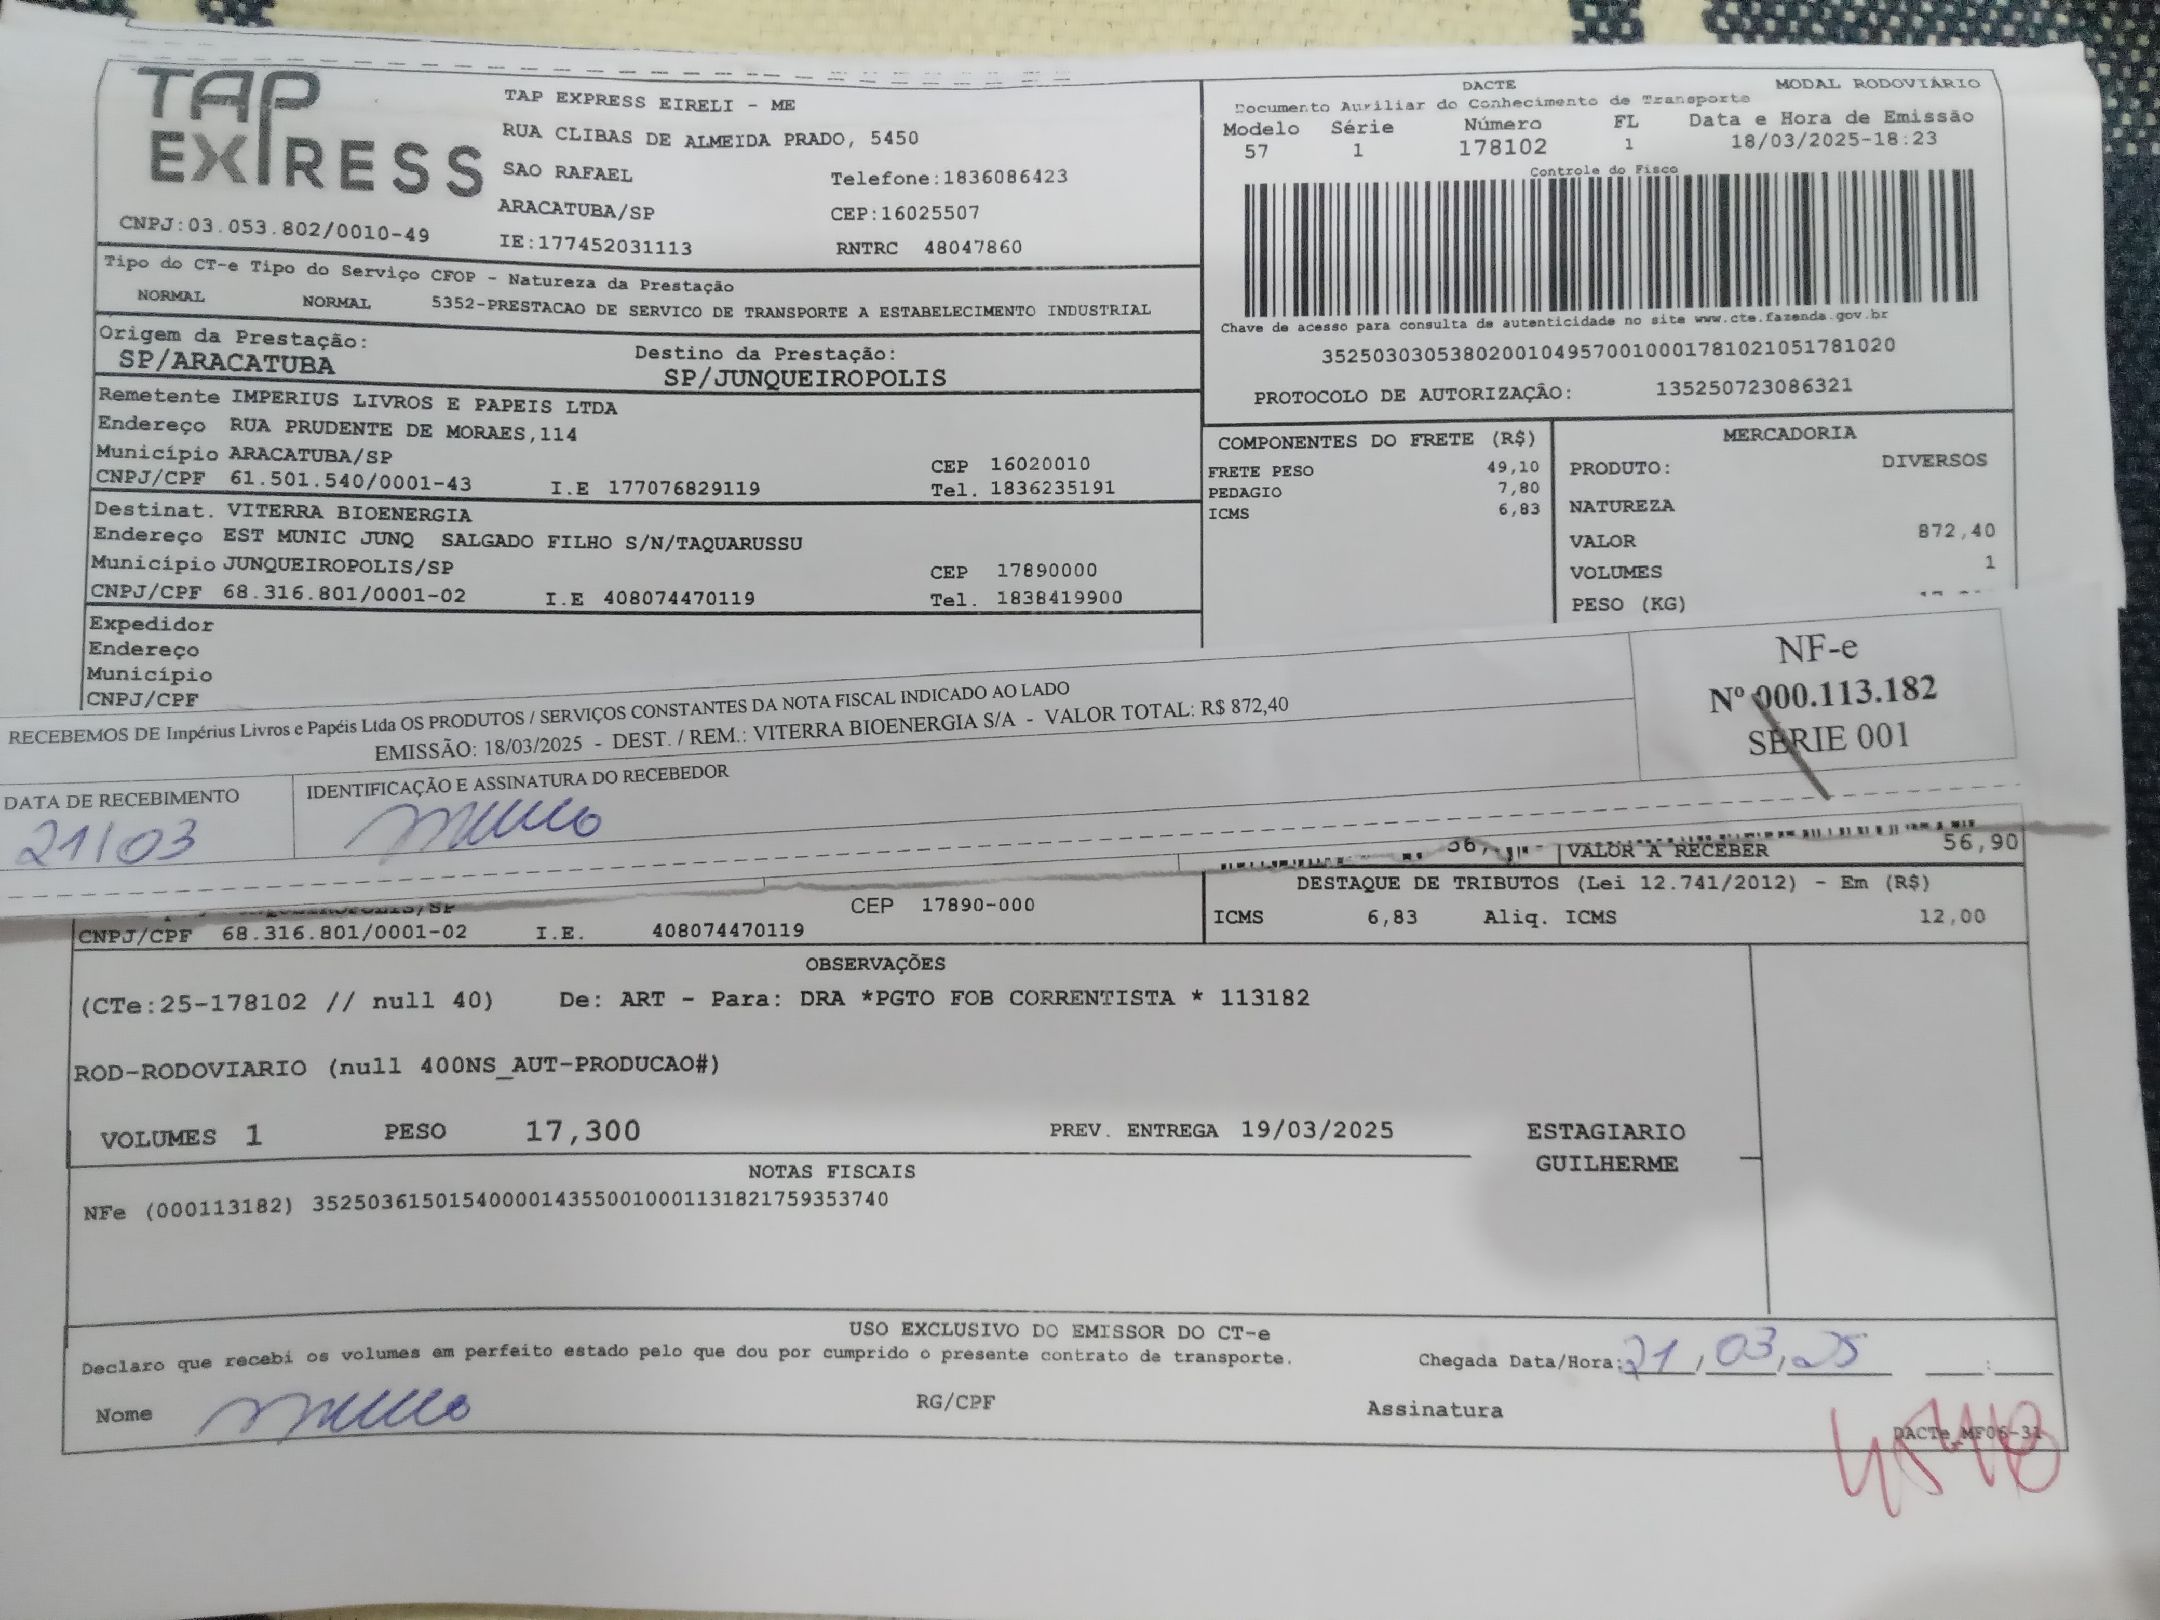 TAP EXPRESS
TAP EXPRESS EIRELI - ME
RUA CLIBAS DE ALMEIDA PRADO, 5450
SAO RAFAEL Telefone:1836086423
ARACATUBA/SP CEP:16025507
CNPJ:03.053.802/0010-49 IE:177452031113 RNTRC 48047860
DACTE MODAL RODOVIÁRIO
Documento Auxiliar do Conhecimento de Transporte
Modelo Série Número FL Data e Hora de Emissão
57 1 178102 1 18/03/2025-18:23
Controle do Fisco
Chave de acesso para consulta de autenticidade no site www.cte.fazenda.gov.br
35250303053802001049570010001781021051781020
PROTOCOLO DE AUTORIZAÇÃO: 135250723086321
Tipo do CT-e Tipo do Serviço CFOP - Natureza da Prestação
NORMAL NORMAL 5352-PRESTACAO DE SERVICO DE TRANSPORTE A ESTABELECIMENTO INDUSTRIAL
Origem da Prestação: Destino da Prestação:
SP/ARACATUBA SP/JUNQUEIROPOLIS
Remetente IMPERIUS LIVROS E PAPEIS LTDA
Endereço RUA PRUDENTE DE MORAES,114
Município ARACATUBA/SP CEP 16020010
CNPJ/CPF 61.501.540/0001-43 I.E 177076829119 Tel. 1836235191
Destinat. VITERRA BIOENERGIA
Endereço EST MUNIC JUNQ SALGADO FILHO S/N/TAQUARUSSU
Município JUNQUEIROPOLIS/SP CEP 17890000
CNPJ/CPF 68.316.801/0001-02 I.E 408074470119 Tel. 1838419900
Expedidor
Endereço
Município
CNPJ/CPF
COMPONENTES DO FRETE (R$)
FRETE PESO 49,10
PEDAGIO 7,80
ICMS 6,83
MERCADORIA
PRODUTO: DIVERSOS
NATUREZA
VALOR 872,40
VOLUMES 1
PESO (KG)
RECEBEMOS DE Impérius Livros e Papéis Ltda OS PRODUTOS / SERVIÇOS CONSTANTES DA NOTA FISCAL INDICADO AO LADO
EMISSÃO: 18/03/2025 - DEST. / REM.: VITERRA BIOENERGIA S/A - VALOR TOTAL: R$ 872,40
NF-e
Nº 000.113.182
SÉRIE 001
DATA DE RECEBIMENTO IDENTIFICAÇÃO E ASSINATURA DO RECEBEDOR
21/03
VALOR A RECEBER 56,90
DESTAQUE DE TRIBUTOS (Lei 12.741/2012) - Em (R$)
ICMS 6,83 Aliq. ICMS 12,00
CEP 17890-000
CNPJ/CPF 68.316.801/0001-02 I.E. 408074470119
OBSERVAÇÕES
(CTe:25-178102 // null 40) De: ART - Para: DRA *PGTO FOB CORRENTISTA * 113182
ROD-RODOVIARIO (null 400NS_AUT-PRODUCAO#)
VOLUMES 1 PESO 17,300 PREV. ENTREGA 19/03/2025 ESTAGIARIO
GUILHERME
NOTAS FISCAIS
NFe (000113182) 35250361501540000143550010001131821759353740
USO EXCLUSIVO DO EMISSOR DO CT-e
Declaro que recebi os volumes em perfeito estado pelo que dou por cumprido o presente contrato de transporte. Chegada Data/Hora: 21/03/25
Nome RG/CPF Assinatura
DACTe MF06-31